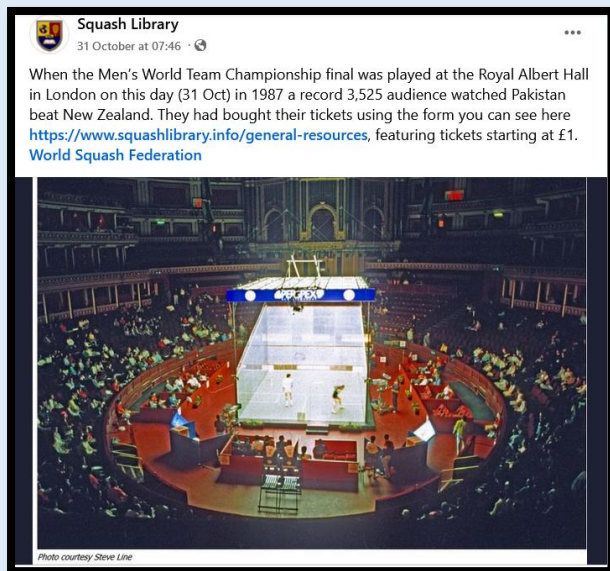 Squash Library
31 October at 07:46 ·
When the Men's World Team Championship final was played at the Royal Albert Hall
in London on this day (31 Oct) in 1987 a record 3,525 audience watched Pakistan
beat New Zealand. They had bought their tickets using the form you can see here
https://www.squashlibrary.info/general-resources, featuring tickets starting at £1.
World Squash Federation
Photo courtesy Steve Line